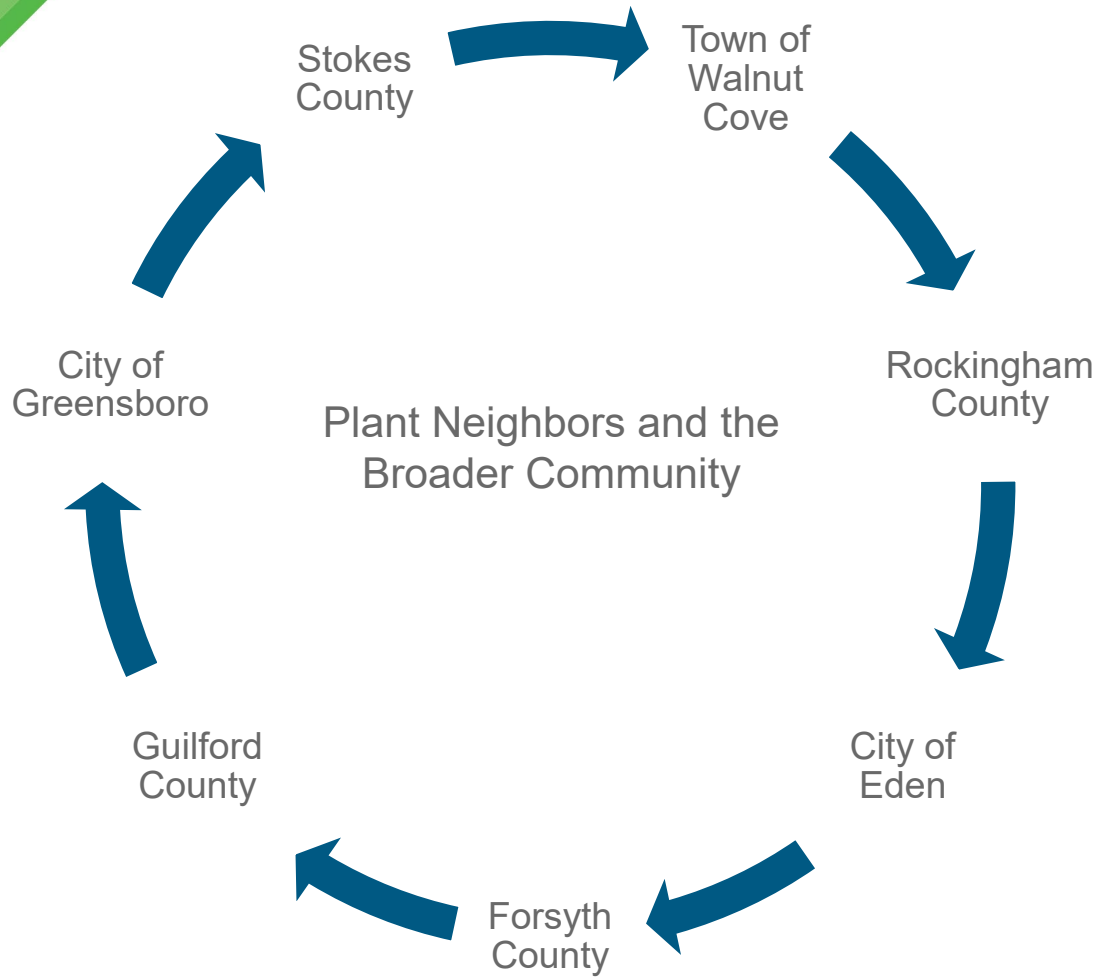 Stokes
County
Town of
Walnut
Cove
Rockingham
County
City of
Eden
Forsyth
County
Guilford
County
City of
Greensboro
Plant Neighbors and the
Broader Community